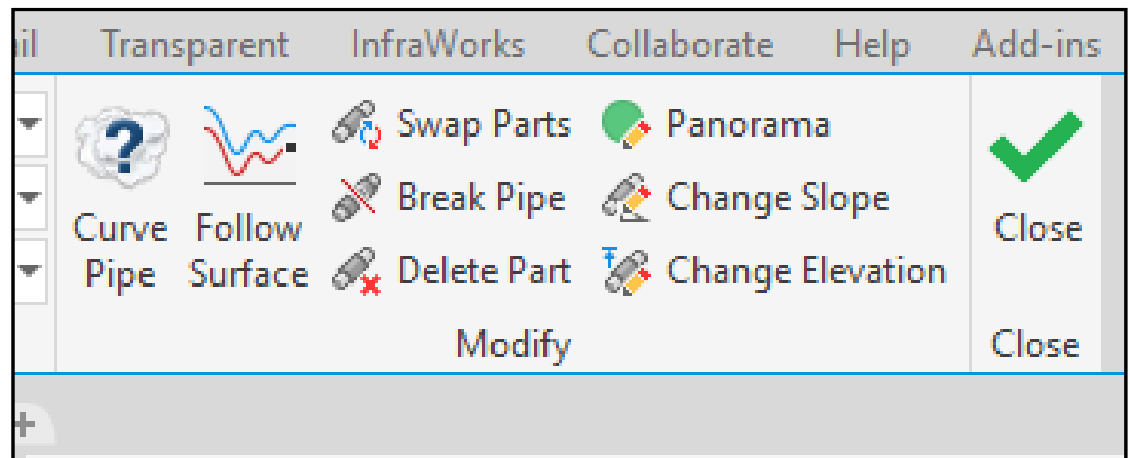 ail Transparent InfraWorks Collaborate Help Add-ins
Curve Pipe
Follow Surface
Swap Parts
Break Pipe
Delete Part
Panorama
Change Slope
Change Elevation
Close
Modify
Close